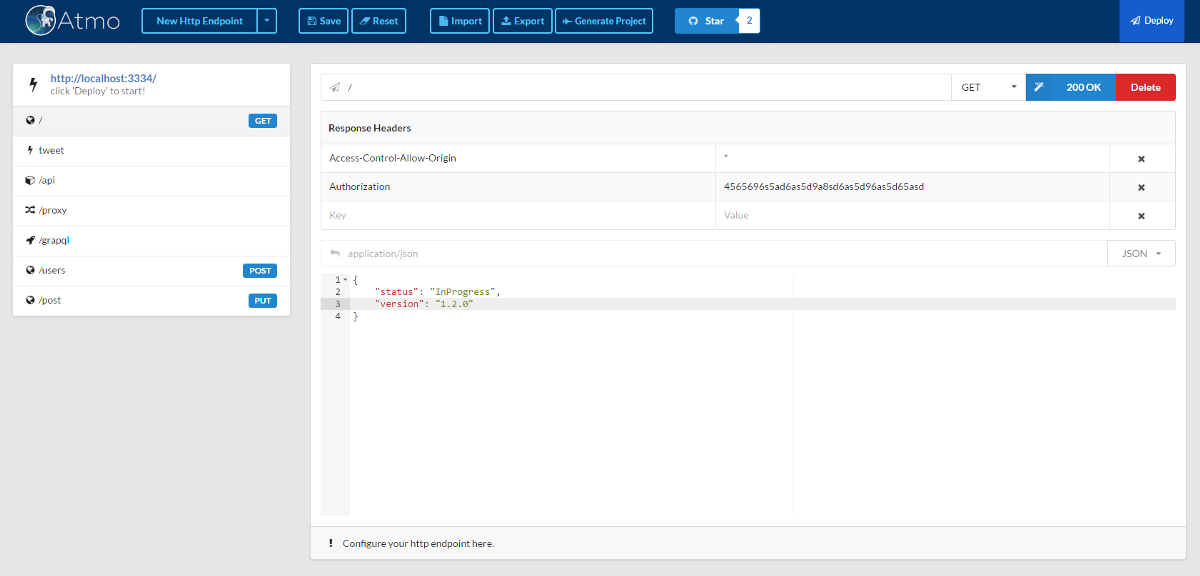 Atmo New Http Endpoint Save Reset Import Export Generate Project Star 2 Deploy
http://localhost:3334/
click 'Deploy' to start!
/ GET
tweet
/api
/proxy
/grapql
/users POST
/post PUT
/ GET 200 OK Delete
Response Headers
Access-Control-Allow-Origin *
Authorization 4565696s5ad6as5d9a8sd6as5d96as5d65asd
Key Value
application/json JSON
1 {
2 "status": "InProgress",
3 "version": "1.2.0"
4 }
! Configure your http endpoint here.